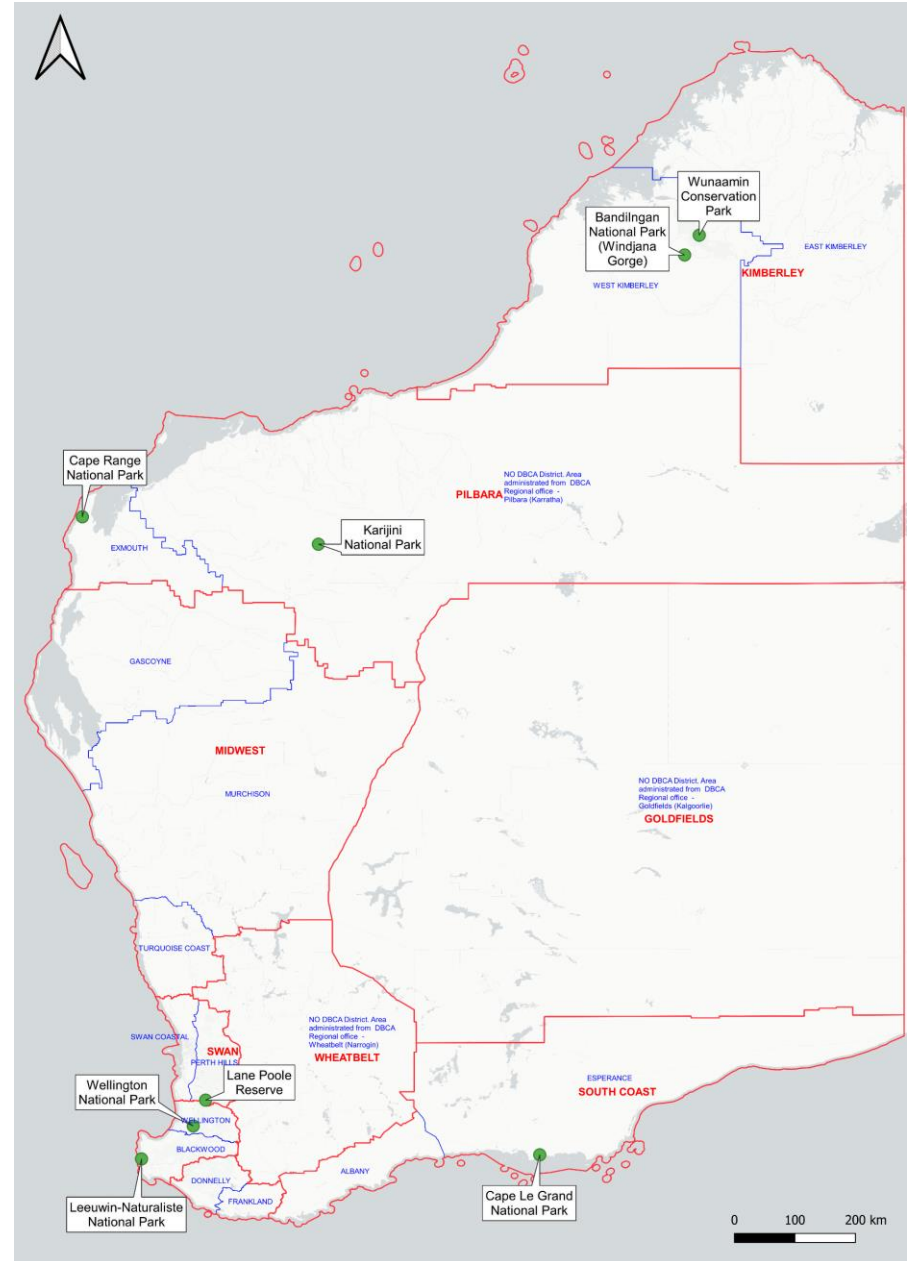 Wunaamin
Conservation
Park
Bandilngan
National Park
(Windjana
Gorge)
EAST KIMBERLEY
KIMBERLEY
WEST KIMBERLEY
Cape Range
National Park
NO DBCA District. Area
administrated from DBCA
Regional office -
Pilbara (Karratha)
PILBARA
Karijini
National Park
EXMOUTH
GASCOYNE
MIDWEST
MURCHISON
NO DBCA District. Area
administrated from DBCA
Regional office -
Goldfields (Kalgoorlie)
GOLDFIELDS
TURQUOISE COAST
NO DBCA District. Area
administrated from DBCA
Regional office -
Wheatbelt (Narrogin)
WHEATBELT
SWAN COASTAL
SWAN
PERTH HILLS
Lane Poole
Reserve
Wellington
National Park
WELLINGTON
BLACKWOOD
ESPERANCE
SOUTH COAST
ALBANY
DONNELLY
FRANKLAND
Leeuwin-Naturaliste
National Park
Cape Le Grand
National Park
0 100 200 km